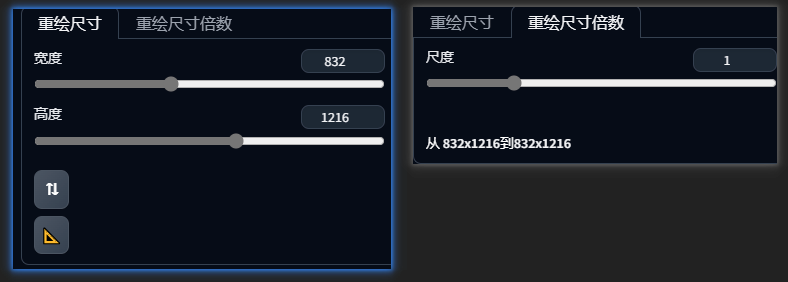 重绘尺寸 重绘尺寸倍数
宽度 832
高度 1216
重绘尺寸 重绘尺寸倍数
尺度 1
从 832x1216到832x1216